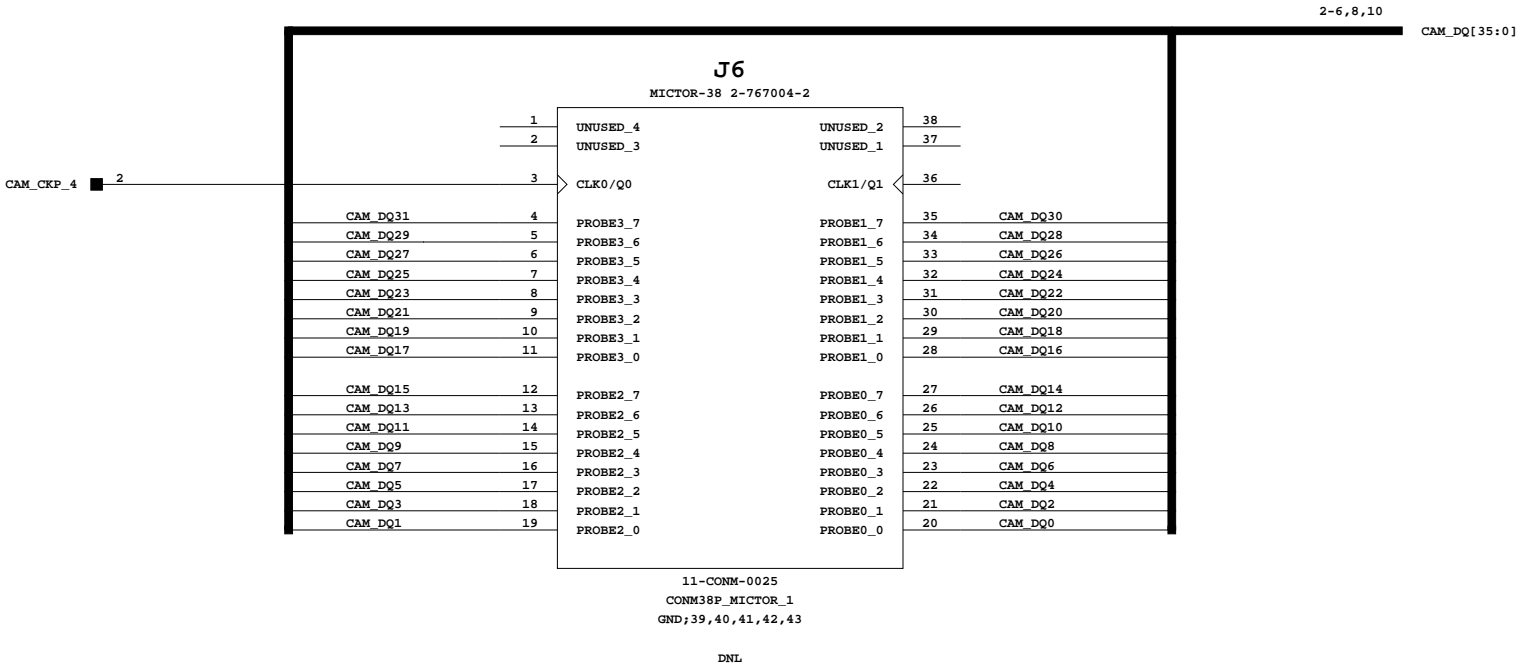 2-6,8,10
CAM_DQ[35:0]
J6
MICTOR-38 2-767004-2
1 UNUSED_4 UNUSED_2 38
2 UNUSED_3 UNUSED_1 37
CAM_CKP_4 2 3 CLK0/Q0 CLK1/Q1 36
CAM_DQ31 4 PROBE3_7 PROBE1_7 35 CAM_DQ30
CAM_DQ29 5 PROBE3_6 PROBE1_6 34 CAM_DQ28
CAM_DQ27 6 PROBE3_5 PROBE1_5 33 CAM_DQ26
CAM_DQ25 7 PROBE3_4 PROBE1_4 32 CAM_DQ24
CAM_DQ23 8 PROBE3_3 PROBE1_3 31 CAM_DQ22
CAM_DQ21 9 PROBE3_2 PROBE1_2 30 CAM_DQ20
CAM_DQ19 10 PROBE3_1 PROBE1_1 29 CAM_DQ18
CAM_DQ17 11 PROBE3_0 PROBE1_0 28 CAM_DQ16
CAM_DQ15 12 PROBE2_7 PROBE0_7 27 CAM_DQ14
CAM_DQ13 13 PROBE2_6 PROBE0_6 26 CAM_DQ12
CAM_DQ11 14 PROBE2_5 PROBE0_5 25 CAM_DQ10
CAM_DQ9 15 PROBE2_4 PROBE0_4 24 CAM_DQ8
CAM_DQ7 16 PROBE2_3 PROBE0_3 23 CAM_DQ6
CAM_DQ5 17 PROBE2_2 PROBE0_2 22 CAM_DQ4
CAM_DQ3 18 PROBE2_1 PROBE0_1 21 CAM_DQ2
CAM_DQ1 19 PROBE2_0 PROBE0_0 20 CAM_DQ0
11-CONM-0025
CONM38P_MICTOR_1
GND;39,40,41,42,43
DNL